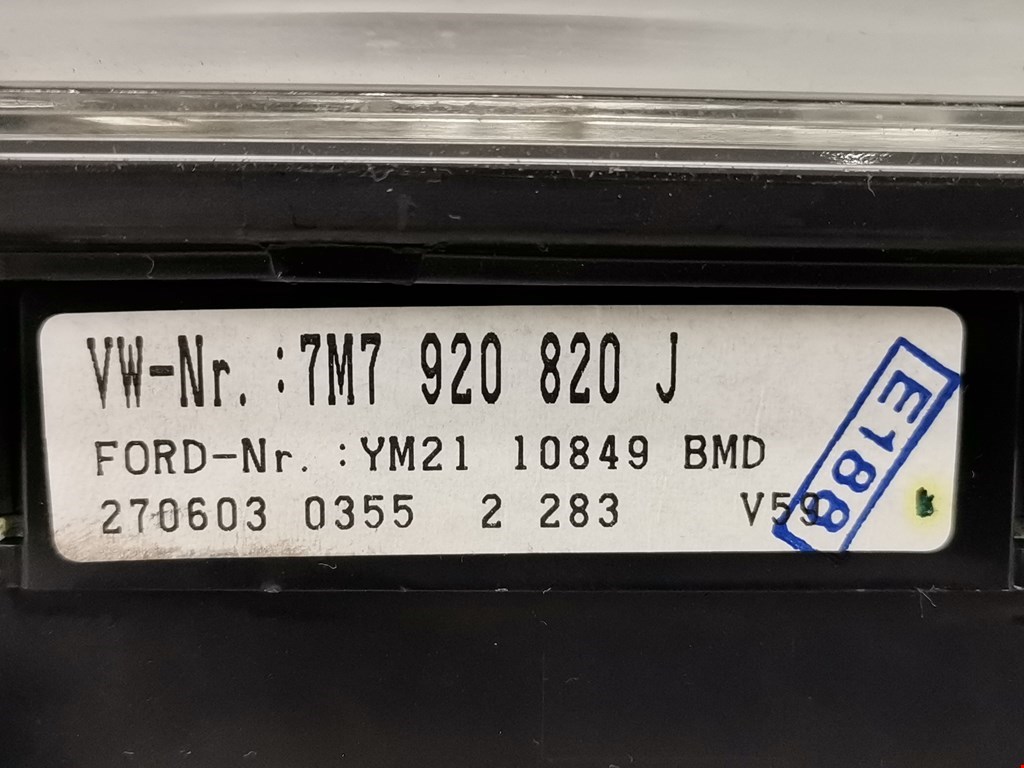 VW-Nr.:7M7 920 820 J
FORD-Nr.:YM21 10849 BMD
270603 0355 2 283 V59
E188